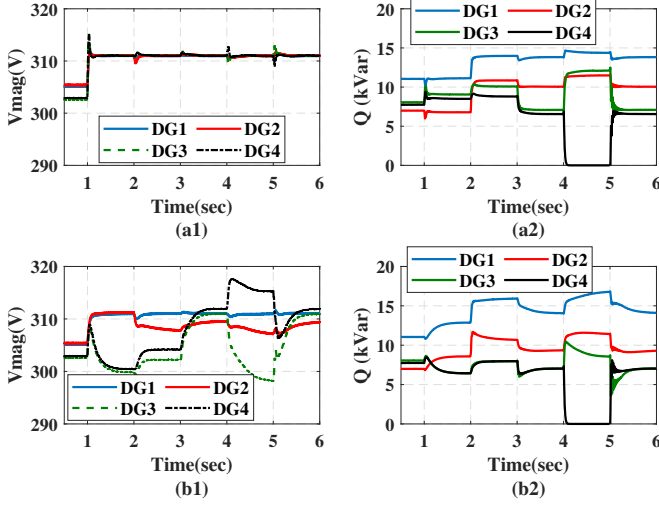 320
310
300
290
Vmag(V)
DG1 DG2
DG3 DG4
1 2 3 4 5 6
Time(sec)
(a1)
20
15
10
5
0
Q (kVar)
DG1 DG2
DG3 DG4
1 2 3 4 5 6
Time(sec)
(a2)
320
310
300
290
Vmag(V)
DG1 DG2
DG3 DG4
1 2 3 4 5 6
Time(sec)
(b1)
20
15
10
5
0
Q (kVar)
DG1 DG2
DG3 DG4
1 2 3 4 5 6
Time(sec)
(b2)